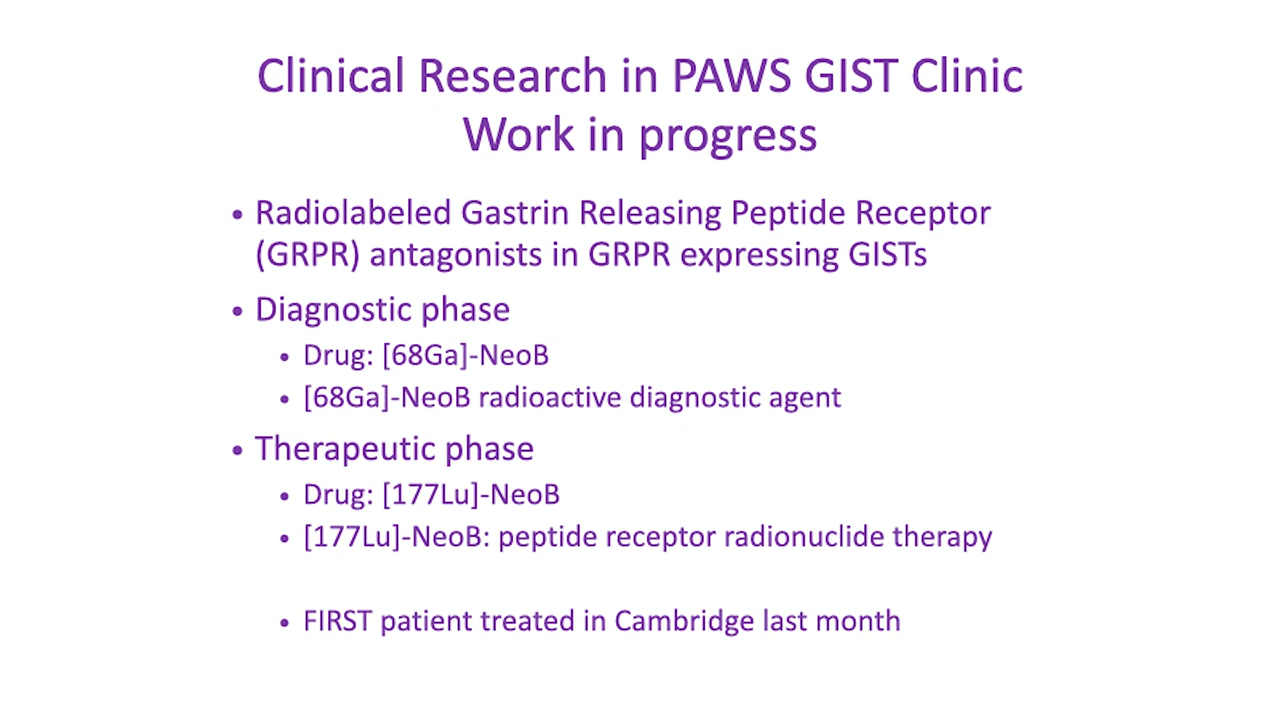 Clinical Research in PAWS GIST Clinic
Work in progress
• Radiolabeled Gastrin Releasing Peptide Receptor
(GRPR) antagonists in GRPR expressing GISTs
• Diagnostic phase
• Drug: [68Ga]-NeoB
• [68Ga]-NeoB radioactive diagnostic agent
• Therapeutic phase
• Drug: [177Lu]-NeoB
• [177Lu]-NeoB: peptide receptor radionuclide therapy
• FIRST patient treated in Cambridge last month